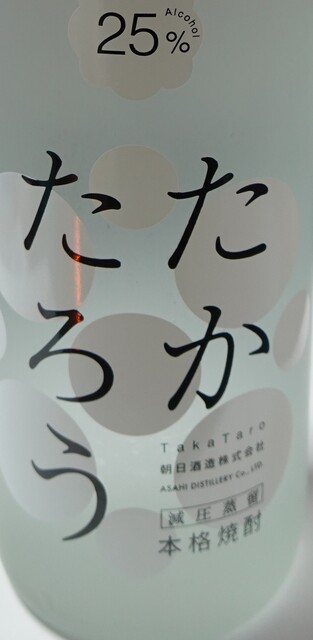 25%
Alcohol
たか
たろう
TakaTaro
朝日酒造株式会社
ASAHI DISTILLERY Co., LTD.
減圧蒸留
本格焼酎